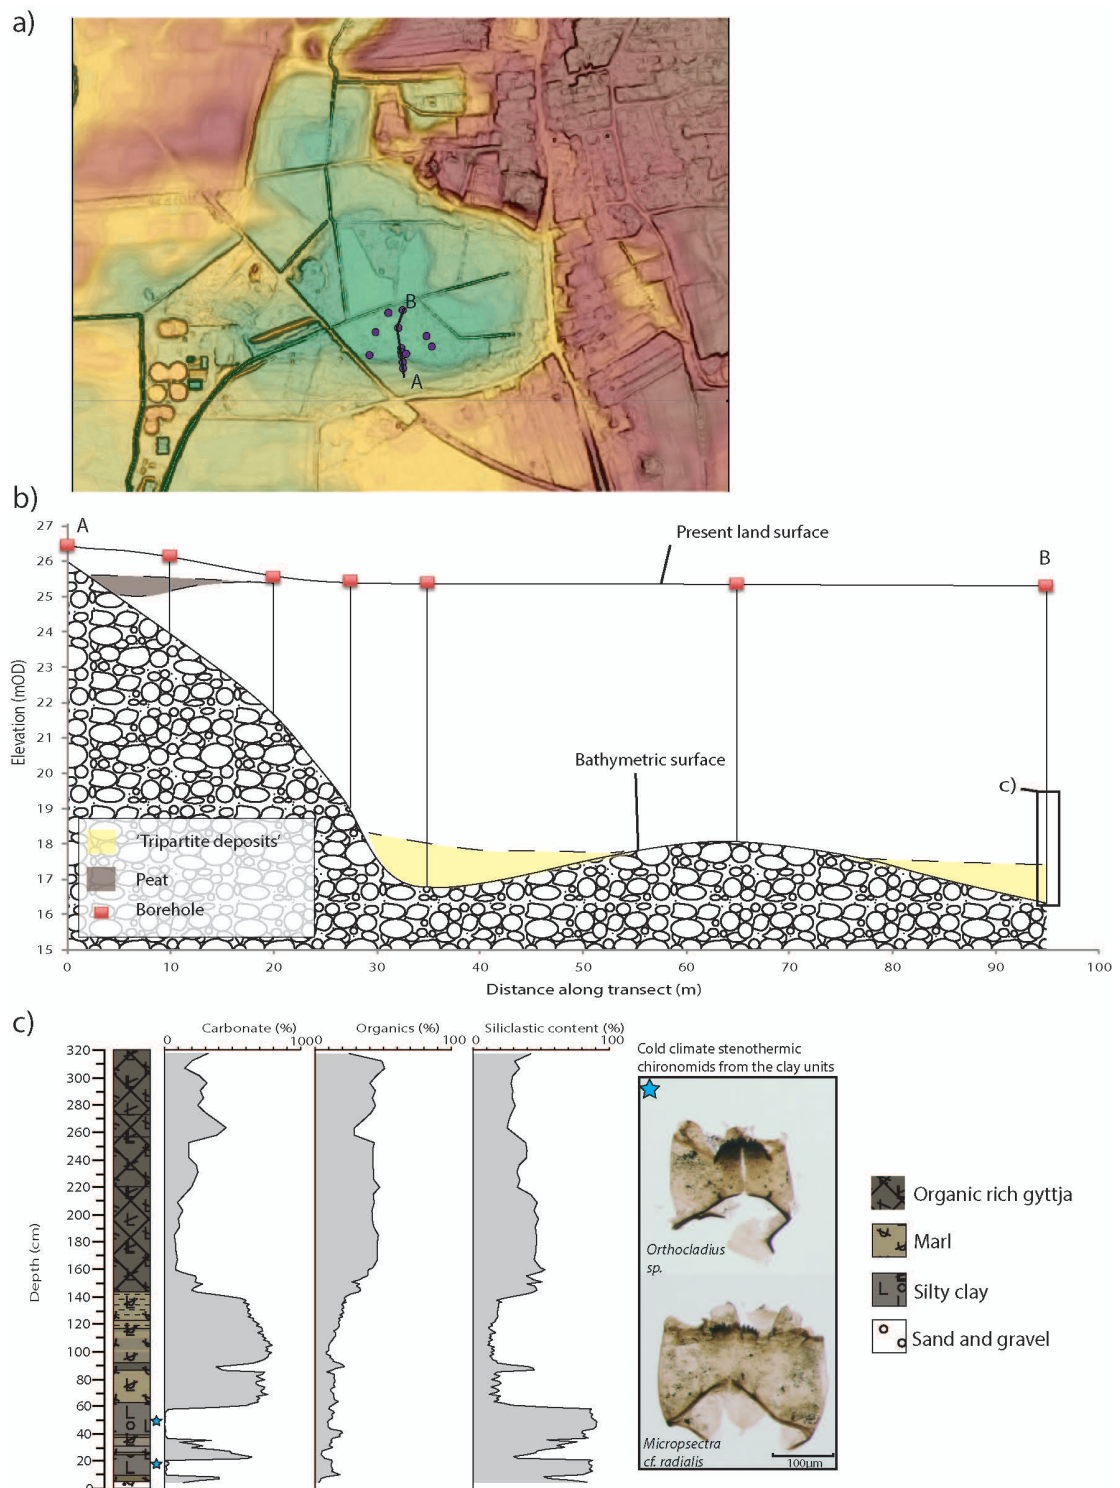 a)
B
A
b)
27
26
25
24
23
22
21
20
19
18
17
16
15
Elevation (mOD)
A
Present land surface
B
Bathymetric surface
c)
'Tripartite deposits'
Peat
Borehole
0 10 20 30 40 50 60 70 80 90 100
Distance along transect (m)
c)
Carbonate (%) Organics (%) Siliclastic content (%)
0 100 0 100 0 100
320
300
280
260
240
220
200
180
160
140
120
100
80
60
40
20
0
Depth (cm)
Cold climate stenothermic
chironomids from the clay units
Orthocladius
sp.
Micropsectra
cf. radialis
100μm
Organic rich gyttja
Marl
Silty clay
Sand and gravel